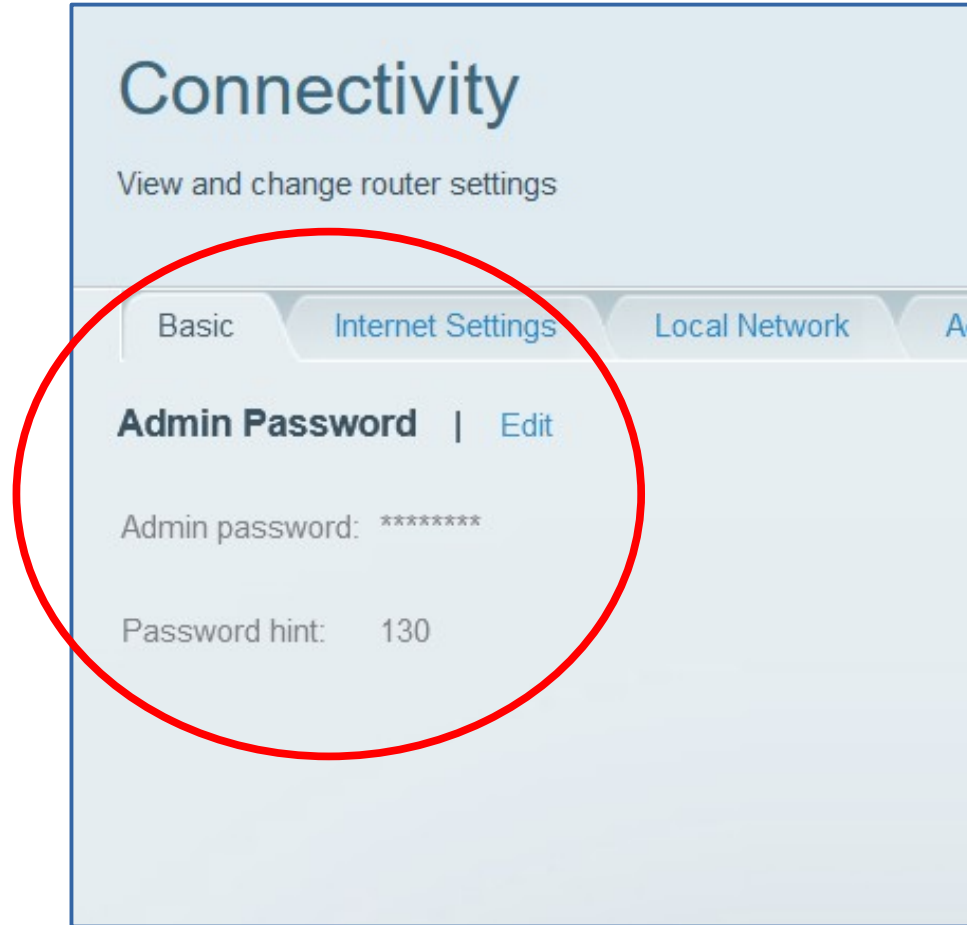 Connectivity
View and change router settings
Basic Internet Settings Local Network
Admin Password | Edit
Admin password: ********
Password hint: 130